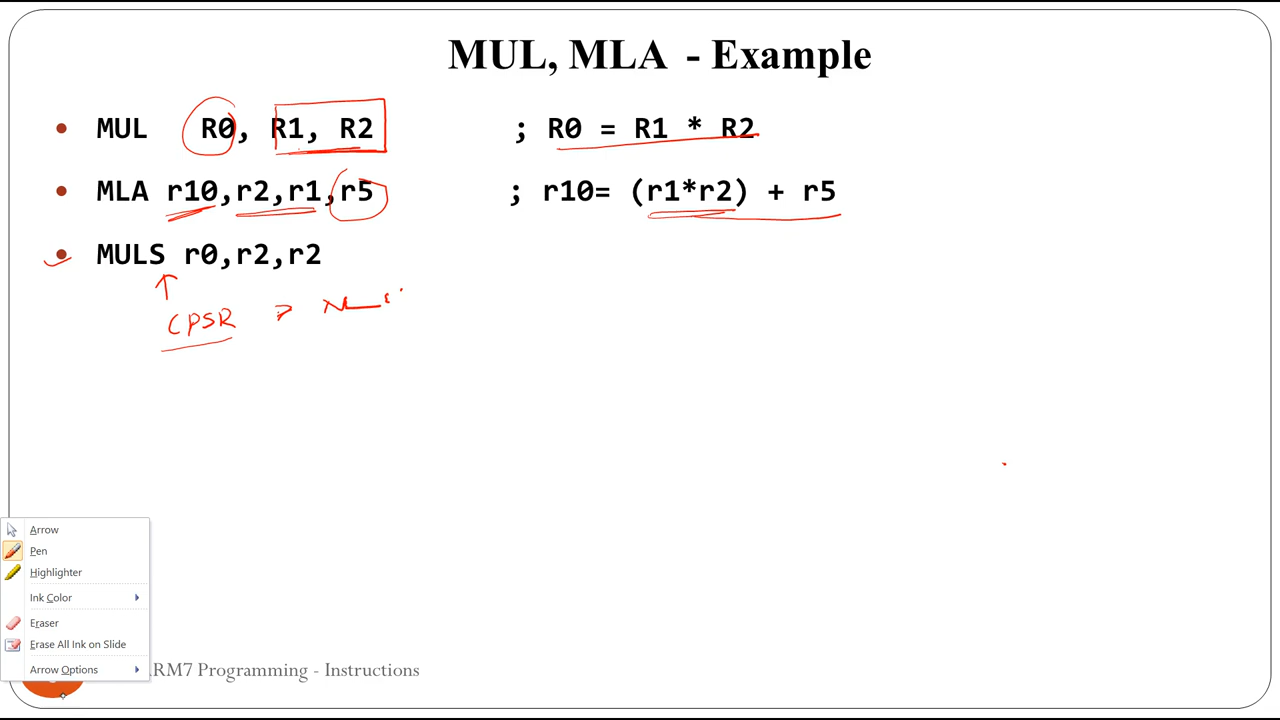 MUL, MLA - Example
• MUL R0, R1, R2 ; R0 = R1 * R2
• MLA r10,r2,r1,r5 ; r10= (r1*r2) + r5
• MULS r0,r2,r2
CPSR
Arrow
Pen
Highlighter
Ink Color
Eraser
Erase All Ink on Slide
Arrow Options
RM7 Programming - Instructions